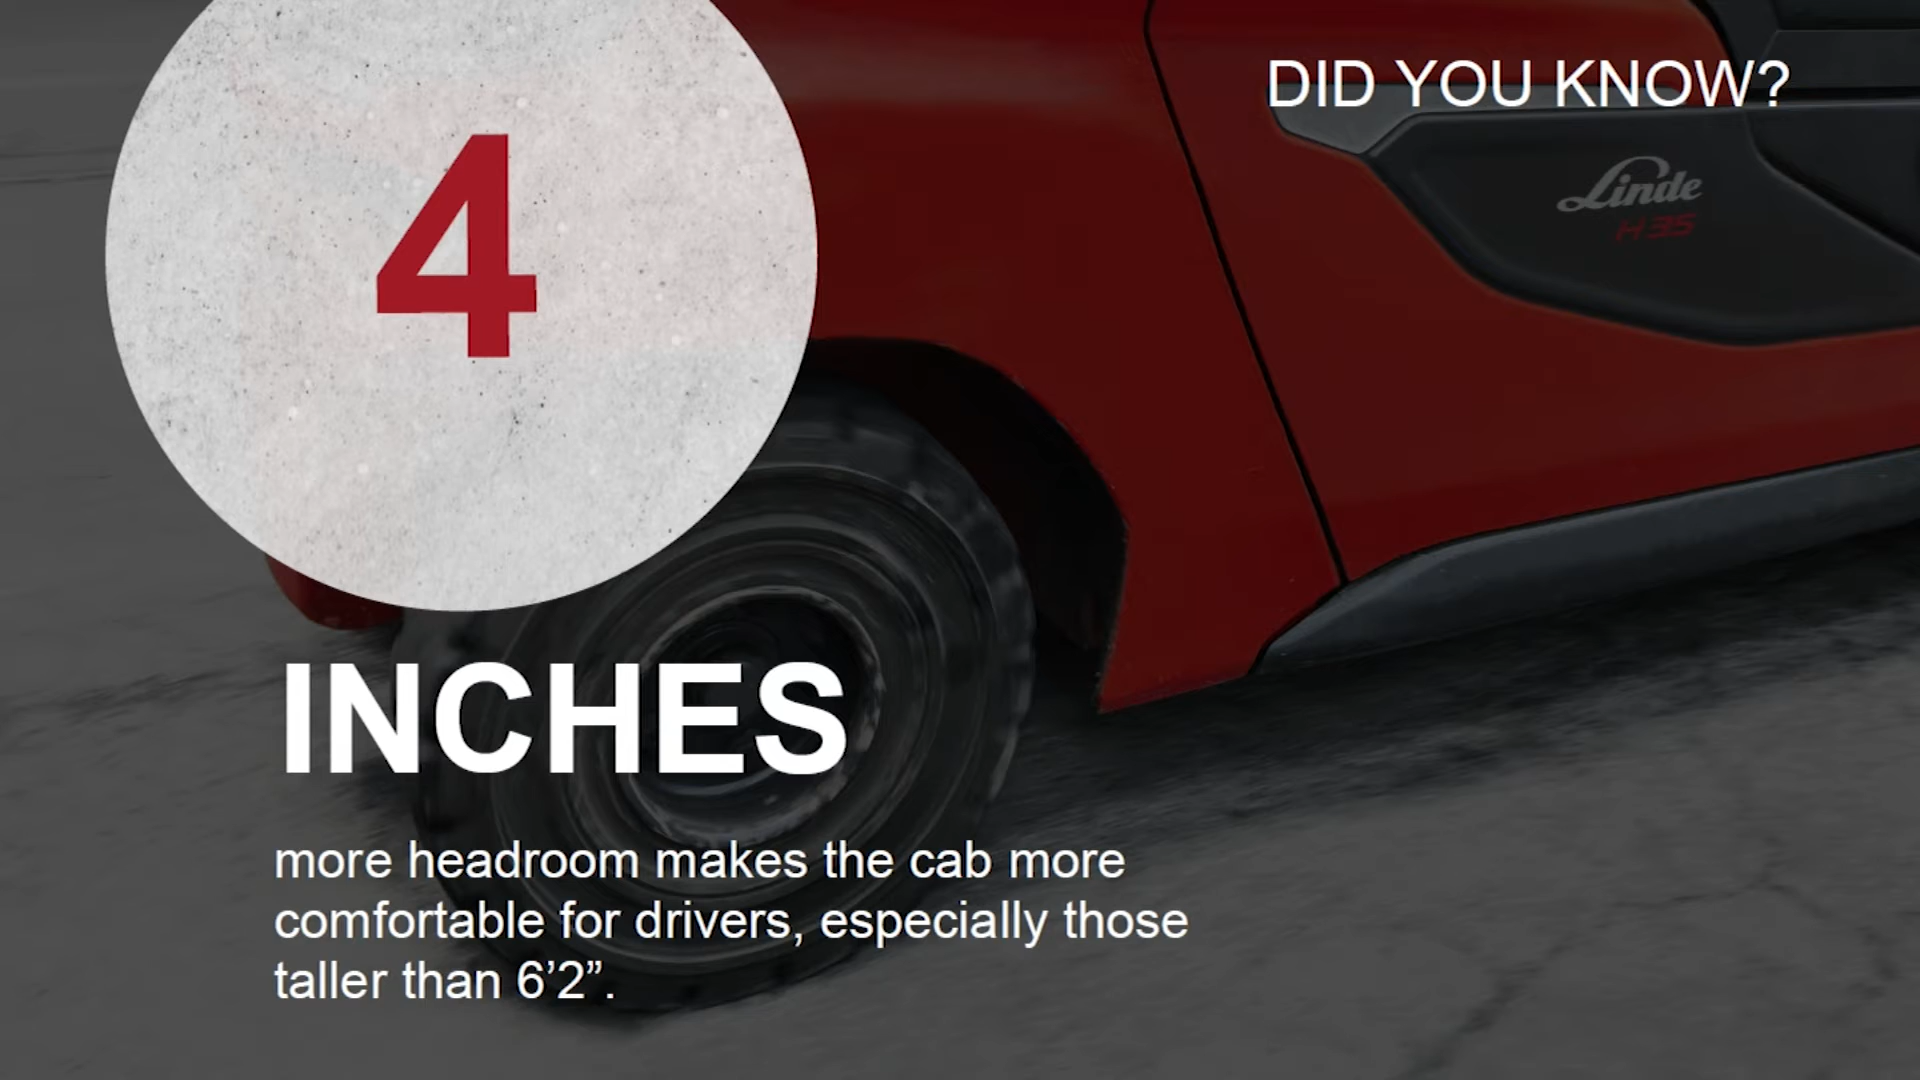 DID YOU KNOW?
Linde
H35
4
INCHES
more headroom makes the cab more
comfortable for drivers, especially those
taller than 6’2”.